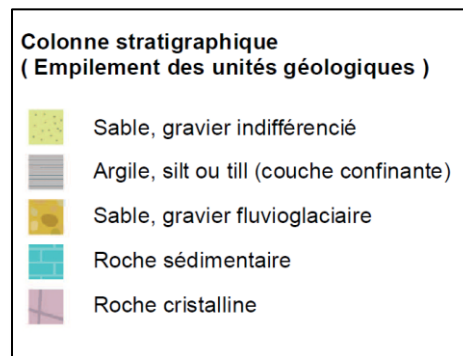 Colonne stratigraphique
( Empilement des unités géologiques )
Sable, gravier indifférencié
Argile, silt ou till (couche confinante)
Sable, gravier fluvioglaciaire
Roche sédimentaire
Roche cristalline